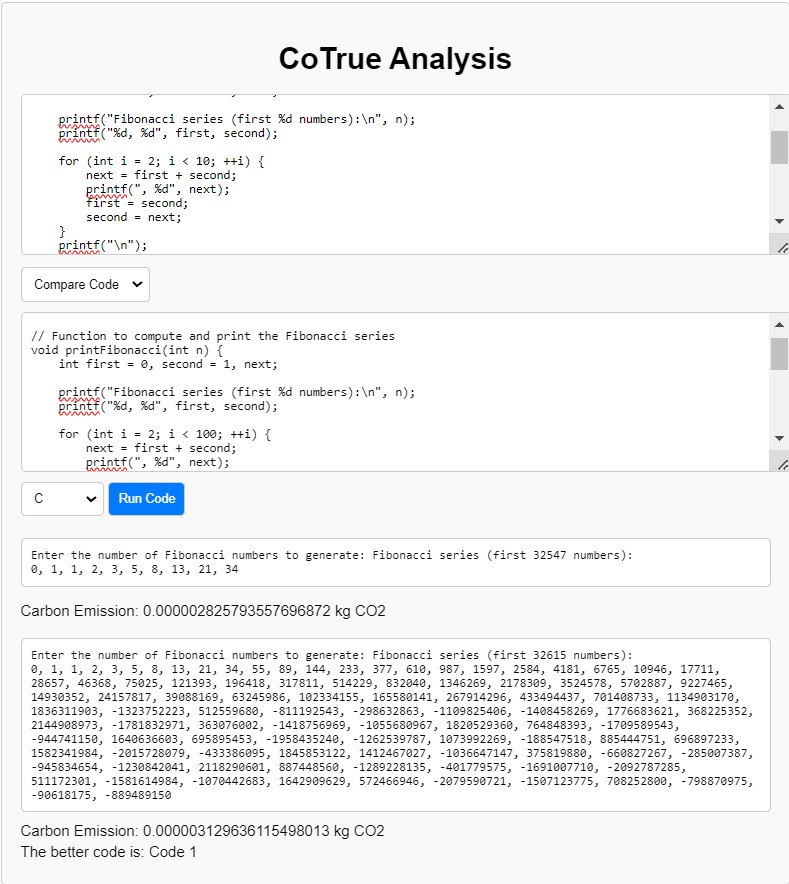 CoTrue Analysis
printf("Fibonacci series (first %d numbers):\n", n);
printf("%d, %d", first, second);
for (int i = 2; i < 10; ++i) {
next = first + second;
printf(", %d", next);
first = second;
second = next;
}
printf("\n");
Compare Code
// Function to compute and print the Fibonacci series
void printFibonacci(int n) {
int first = 0, second = 1, next;
printf("Fibonacci series (first %d numbers):\n", n);
printf("%d, %d", first, second);
for (int i = 2; i < 100; ++i) {
next = first + second;
printf(", %d", next);
C Run Code
Enter the number of Fibonacci numbers to generate: Fibonacci series (first 32547 numbers):
0, 1, 1, 2, 3, 5, 8, 13, 21, 34
Carbon Emission: 0.000002825793557696872 kg CO2
Enter the number of Fibonacci numbers to generate: Fibonacci series (first 32615 numbers):
0, 1, 1, 2, 3, 5, 8, 13, 21, 34, 55, 89, 144, 233, 377, 610, 987, 1597, 2584, 4181, 6765, 10946, 17711,
28657, 46368, 75025, 121393, 196418, 317811, 514229, 832040, 1346269, 2178309, 3524578, 5702887, 9227465,
14930352, 24157817, 39088169, 63245986, 102334155, 165580141, 267914296, 433494437, 701408733, 1134903170,
1836311903, -1323752223, 512559680, -811192543, -298632863, -1109825406, -1408458269, 1776683621, 368225352,
2144908973, -1781832971, 363076002, -1418756969, -1055680967, 1820529360, 764848393, -1709589543,
-944741150, 1640636603, 695895453, -1958435240, -1262539787, 1073992269, -188547518, 885444751, 696897233,
1582341984, -2015728079, -433386095, 1845853122, 1412467027, -1036647147, 375819880, -660827267, -285007387,
-945834654, -1230842041, 2118290601, 887448560, -1289228135, -401779575, -1691007710, -2092787285,
511172301, -1581614984, -1070442683, 1642909629, 572466946, -2079590721, -1507123775, 708252800, -798870975,
-90618175, -889489150
Carbon Emission: 0.000003129636115498013 kg CO2
The better code is: Code 1